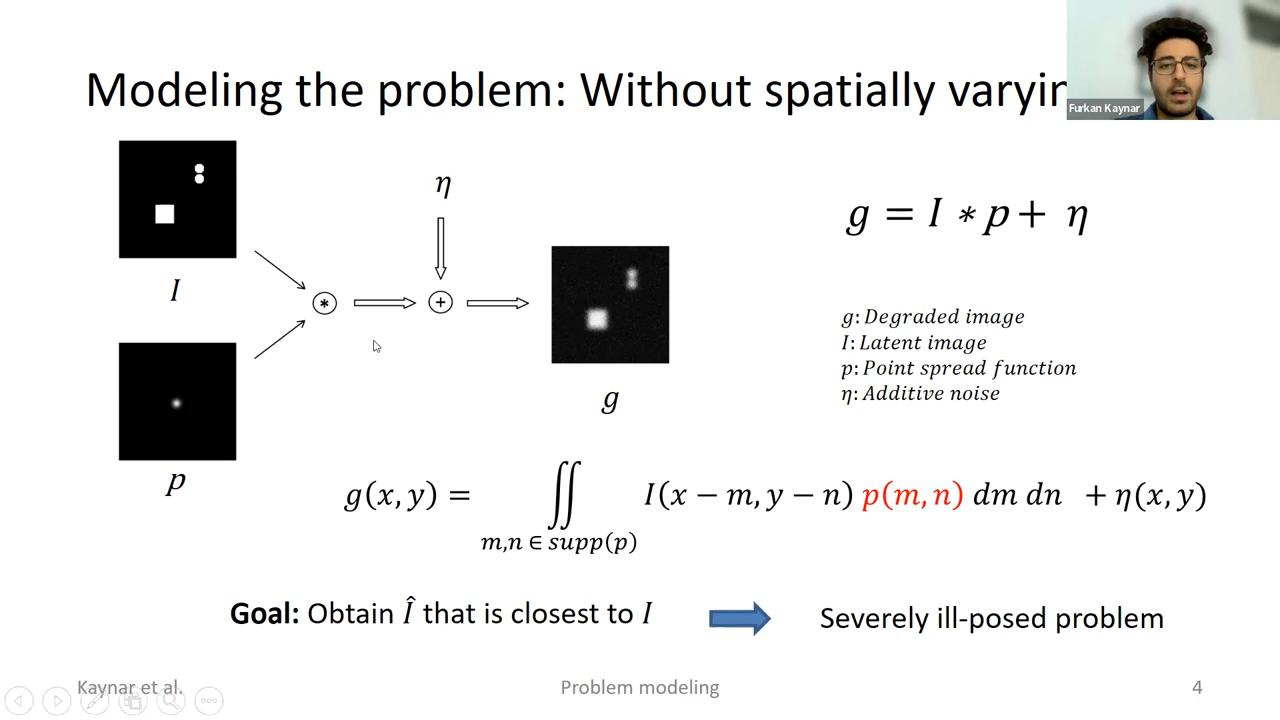 Modeling the problem: Without spatially varyin
Furkan Kaynar
I
p
η
*
+
g
g = I ∗ p + η
g: Degraded image
I: Latent image
p: Point spread function
η: Additive noise
g(x, y) = ∬ I(x − m, y − n) p(m, n) dm dn + η(x, y)
m,n ∈ supp(p)
Goal: Obtain Î that is closest to I
Severely ill-posed problem
Kaynar et al.
Problem modeling
4